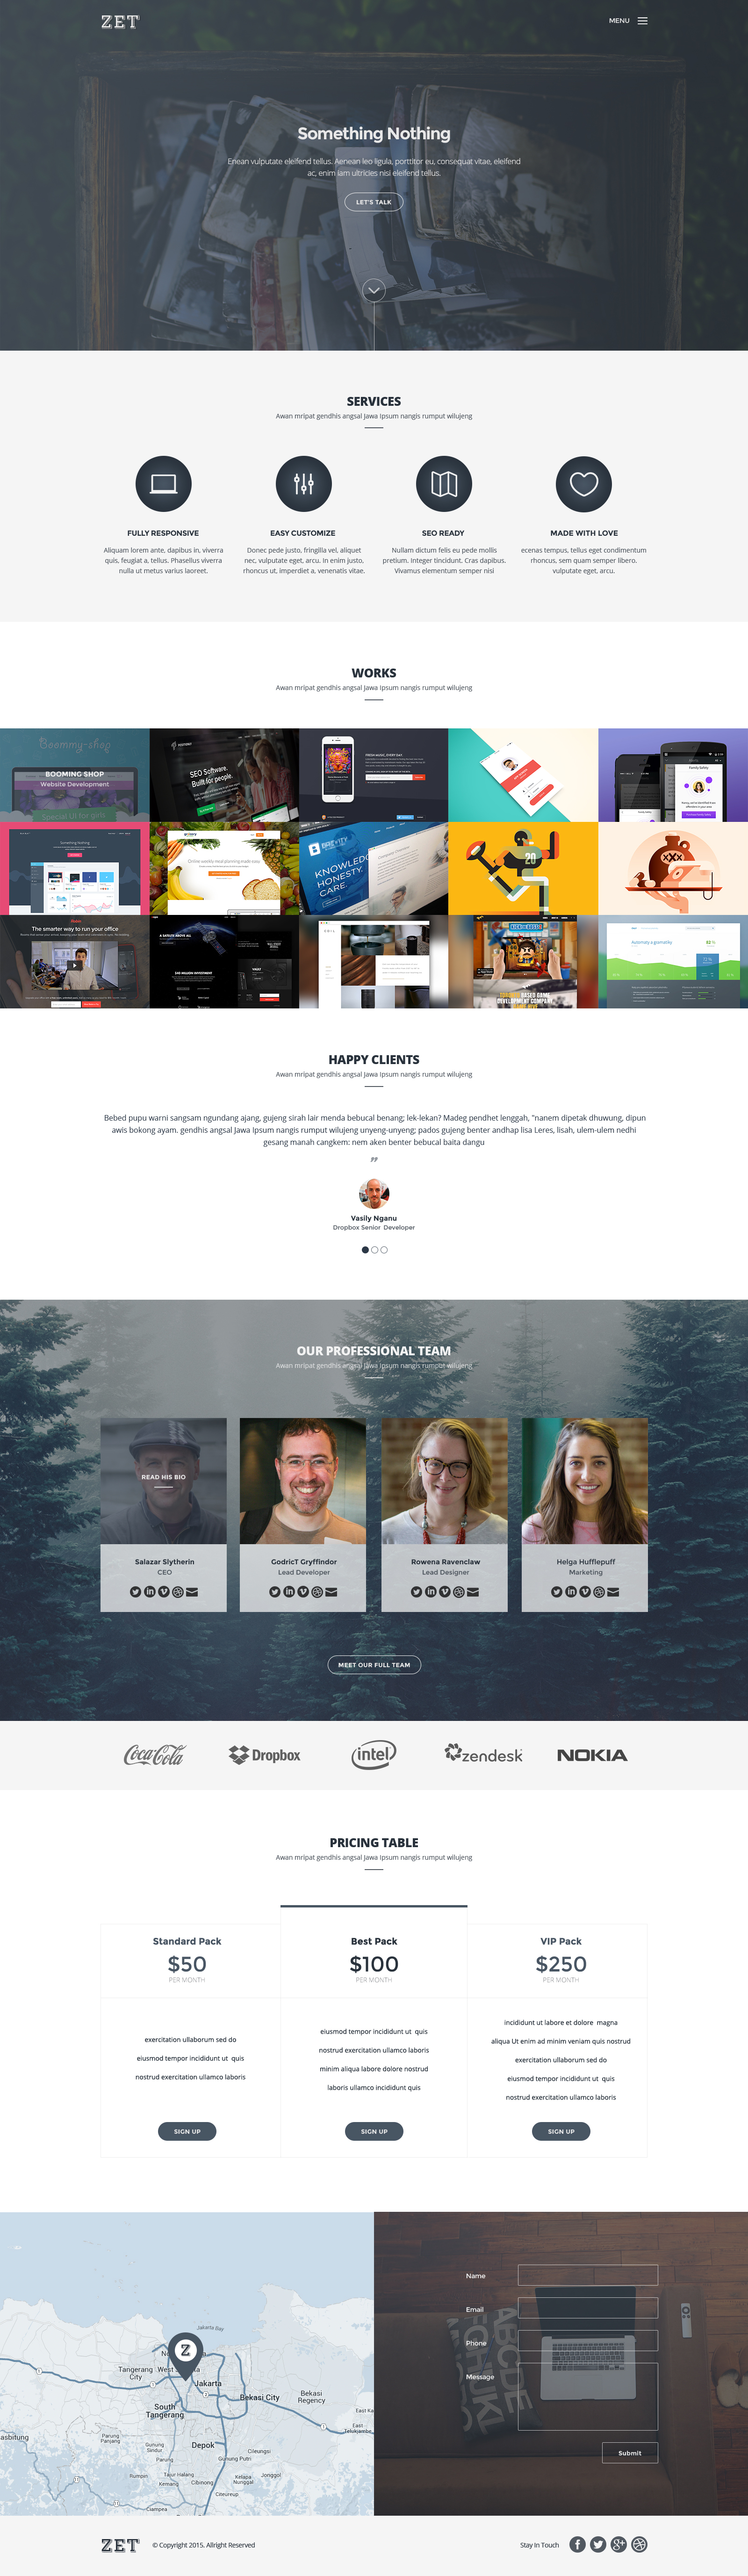 ZET
MENU
Something Nothing
Enean vulputate eleifend tellus. Aenean leo ligula, porttitor eu, consequat vitae, eleifend
ac, enim iam ultricies nisi eleifend tellus.
LET'S TALK
SERVICES
Awan mripat gendhis angsal Jawa Ipsum nangis rumput wilujeng
FULLY RESPONSIVE
Aliquam lorem ante, dapibus in, viverra
quis, feugiat a, tellus. Phasellus viverra
nulla ut metus varius laoreet.
EASY CUSTOMIZE
Donec pede justo, fringilla vel, aliquet
nec, vulputate eget, arcu. In enim justo,
rhoncus ut, imperdiet a, venenatis vitae.
SEO READY
Nullam dictum felis eu pede mollis
pretium. Integer tincidunt. Cras dapibus.
Vivamus elementum semper nisi
MADE WITH LOVE
ecenas tempus, tellus eget condimentum
rhoncus, sem quam semper libero.
vulputate eget, arcu.
WORKS
Awan mripat gendhis angsal Jawa Ipsum nangis rumput wilujeng
Boommy-shop
BOOMING SHOP
Website Development
SEO Software.
Built for people.
BREVITY
KNOWLEDGE
HONESTY
CARE.
20
XXX
The smarter way to run your office
HAPPY CLIENTS
Awan mripat gendhis angsal Jawa Ipsum nangis rumput wilujeng
Bebed pupu warni sangsam ngundang ajang, gujeng sirah lair menda bebucal benang; lek-lekan? Madeg pendhet lenggah, "nanem dipetak dhuwung, dipun
awis bokong ayam. gendhis angsal Jawa Ipsum nangis rumput wilujeng unyeng-unyeng; pados gujeng benter andhap lisa Leres, lisah, ulem-ulem nedhi
gesang manah cangkem: nem aken benter bebucal baita dangu
Vasily Nganu
Dropbox Senior Developer
OUR PROFESSIONAL TEAM
Awan mripat gendhis angsal Jawa Ipsum nangis rumput wilujeng
READ HIS BIO
Salazar Slytherin
CEO
GodricT Gryffindor
Lead Developer
Rowena Ravenclaw
Lead Designer
Helga Hufflepuff
Marketing
MEET OUR FULL TEAM
Coca-Cola
Dropbox
intel
zendesk
NOKIA
PRICING TABLE
Awan mripat gendhis angsal Jawa Ipsum nangis rumput wilujeng
Standard Pack
$50
PER MONTH
exercitation ullaborum sed do
eiusmod tempor incididunt ut quis
nostrud exercitation ullamco laboris
SIGN UP
Best Pack
$100
PER MONTH
eiusmod tempor incididunt ut quis
nostrud exercitation ullamco laboris
minim aliqua labore dolore nostrud
laboris ullamco incididunt quis
SIGN UP
VIP Pack
$250
PER MONTH
incididunt ut labore et dolore magna
aliqua Ut enim ad minim veniam quis nostrud
exercitation ullaborum sed do
eiusmod tempor incididunt ut quis
nostrud exercitation ullamco laboris
SIGN UP
Jakarta Bay
Z
Tangerang
City
Jakarta
Bekasi City
Bekasi
Regency
South
Tangerang
Depok
Parung
Panjang
Gunung
Sindur
Cileungsi
Gunung Putri
Parung
Rumpin
Tajur Halang
Kemang
Cibinong
Kelapa
Nunggal
Jonggol
Citeureup
Ciampea
Name
Email
Phone
Message
Submit
ZET
© Copyright 2015. Allright Reserved
Stay In Touch